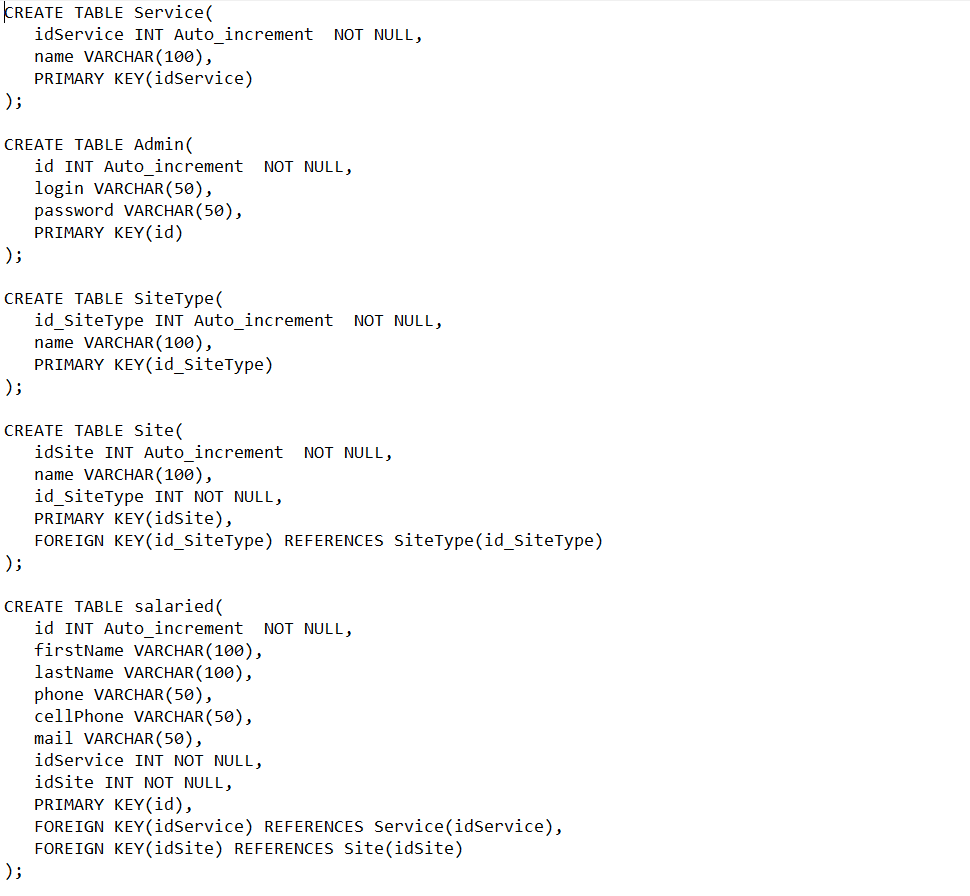 CREATE TABLE Service(
   idService INT Auto_increment  NOT NULL,
   name VARCHAR(100),
   PRIMARY KEY(idService)
);

CREATE TABLE Admin(
   id INT Auto_increment  NOT NULL,
   login VARCHAR(50),
   password VARCHAR(50),
   PRIMARY KEY(id)
);

CREATE TABLE SiteType(
   id_SiteType INT Auto_increment  NOT NULL,
   name VARCHAR(100),
   PRIMARY KEY(id_SiteType)
);

CREATE TABLE Site(
   idSite INT Auto_increment  NOT NULL,
   name VARCHAR(100),
   id_SiteType INT NOT NULL,
   PRIMARY KEY(idSite),
   FOREIGN KEY(id_SiteType) REFERENCES SiteType(id_SiteType)
);

CREATE TABLE salaried(
   id INT Auto_increment  NOT NULL,
   firstName VARCHAR(100),
   lastName VARCHAR(100),
   phone VARCHAR(50),
   cellPhone VARCHAR(50),
   mail VARCHAR(50),
   idService INT NOT NULL,
   idSite INT NOT NULL,
   PRIMARY KEY(id),
   FOREIGN KEY(idService) REFERENCES Service(idService),
   FOREIGN KEY(idSite) REFERENCES Site(idSite)
);